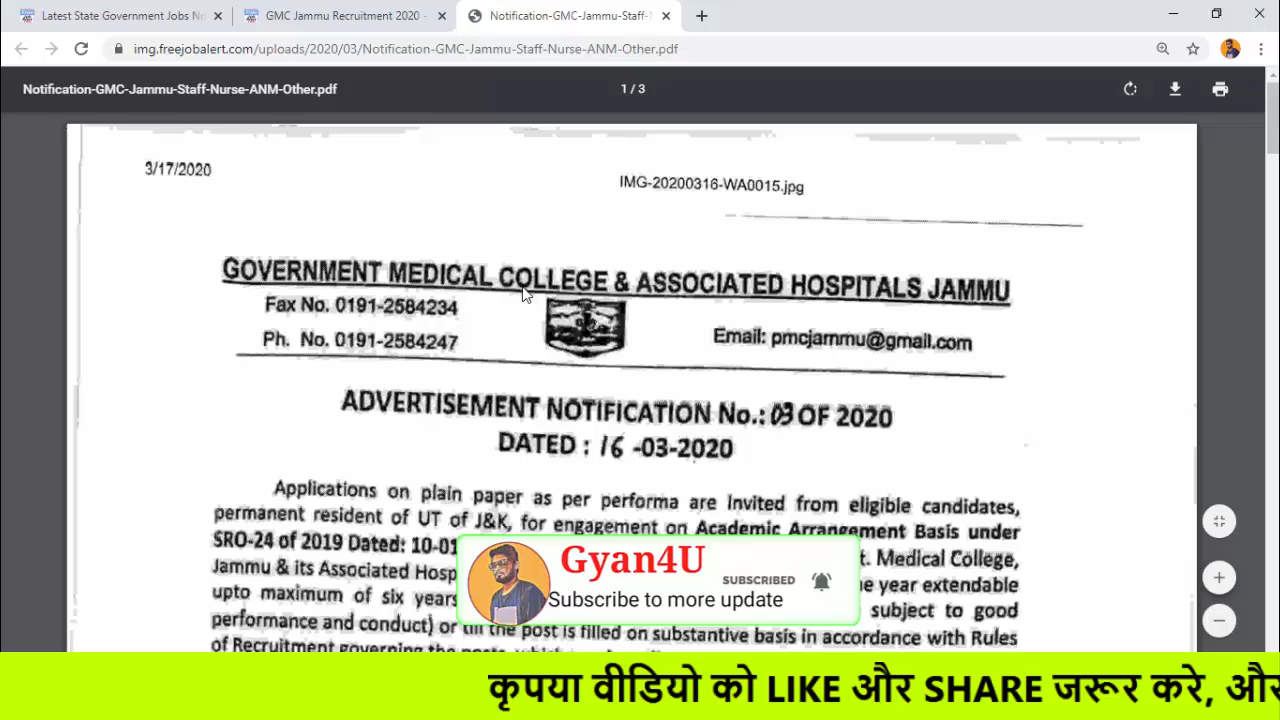 Latest State Government Jobs No
GMC Jammu Recruitment 2020 -
Notification-GMC-Jammu-Staff-
img.freejobalert.com/uploads/2020/03/Notification-GMC-Jammu-Staff-Nurse-ANM-Other.pdf
Notification-GMC-Jammu-Staff-Nurse-ANM-Other.pdf
1 / 3
3/17/2020
IMG-20200316-WA0015.jpg
GOVERNMENT MEDICAL COLLEGE & ASSOCIATED HOSPITALS JAMMU
Fax No. 0191-2584234
Ph. No. 0191-2584247
Email: pmcjammu@gmail.com
ADVERTISEMENT NOTIFICATION No.: 03 OF 2020
DATED : 16 -03-2020
Applications on plain paper as per performa are invited from eligible candidates,
permanent resident of UT of J&K, for engagement on Academic Arrangement Basis under
SRO-24 of 2019 Dated: 10-01 t. Medical College,
Jammu & its Associated Hosp e year extendable
upto maximum of six years subject to good
performance and conduct) or till the post is filled on substantive basis in accordance with Rules
of Recruitment governing the posts,
Gyan4U
SUBSCRIBED
Subscribe to more update
कृपया वीडियो को LIKE और SHARE जरूर करे, और